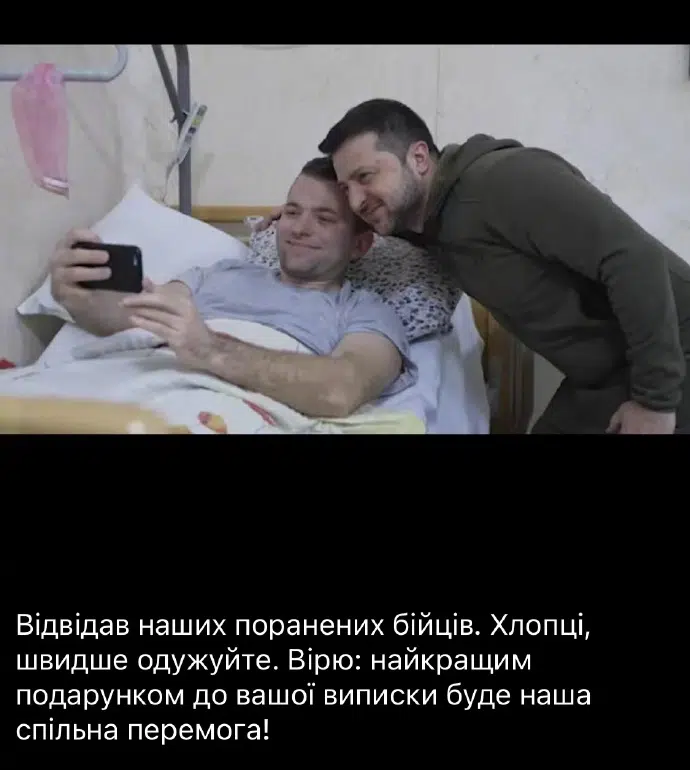 Відвідав наших поранених бійців. Хлопці,
швидше одужуйте. Вірю: найкращим
подарунком до вашої виписки буде наша
спільна перемога!